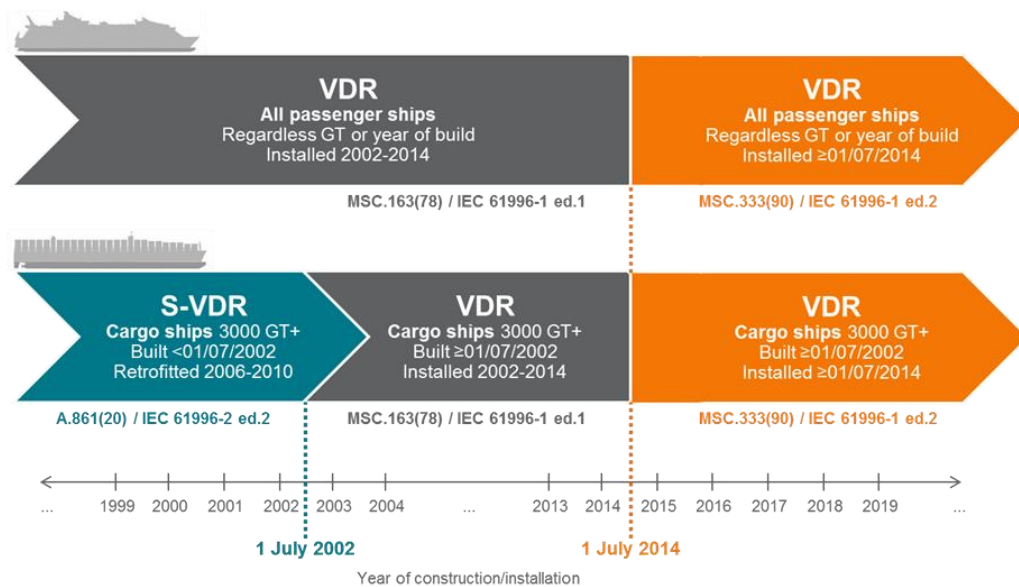 VDR
All passenger ships
Regardless GT or year of build
Installed 2002-2014
VDR
All passenger ships
Regardless GT or year of build
Installed ≥01/07/2014
MSC.163(78) / IEC 61996-1 ed.1
MSC.333(90) / IEC 61996-1 ed.2
S-VDR
Cargo ships 3000 GT+
Built <01/07/2002
Retrofitted 2006-2010
VDR
Cargo ships 3000 GT+
Built ≥01/07/2002
Installed 2002-2014
VDR
Cargo ships 3000 GT+
Built ≥01/07/2002
Installed ≥01/07/2014
A.861(20) / IEC 61996-2 ed.2
MSC.163(78) / IEC 61996-1 ed.1
MSC.333(90) / IEC 61996-1 ed.2
... 1999 2000 2001 2002 2003 2004 ... 2013 2014 2015 2016 2017 2018 2019 ...
1 July 2002
1 July 2014
Year of construction/installation